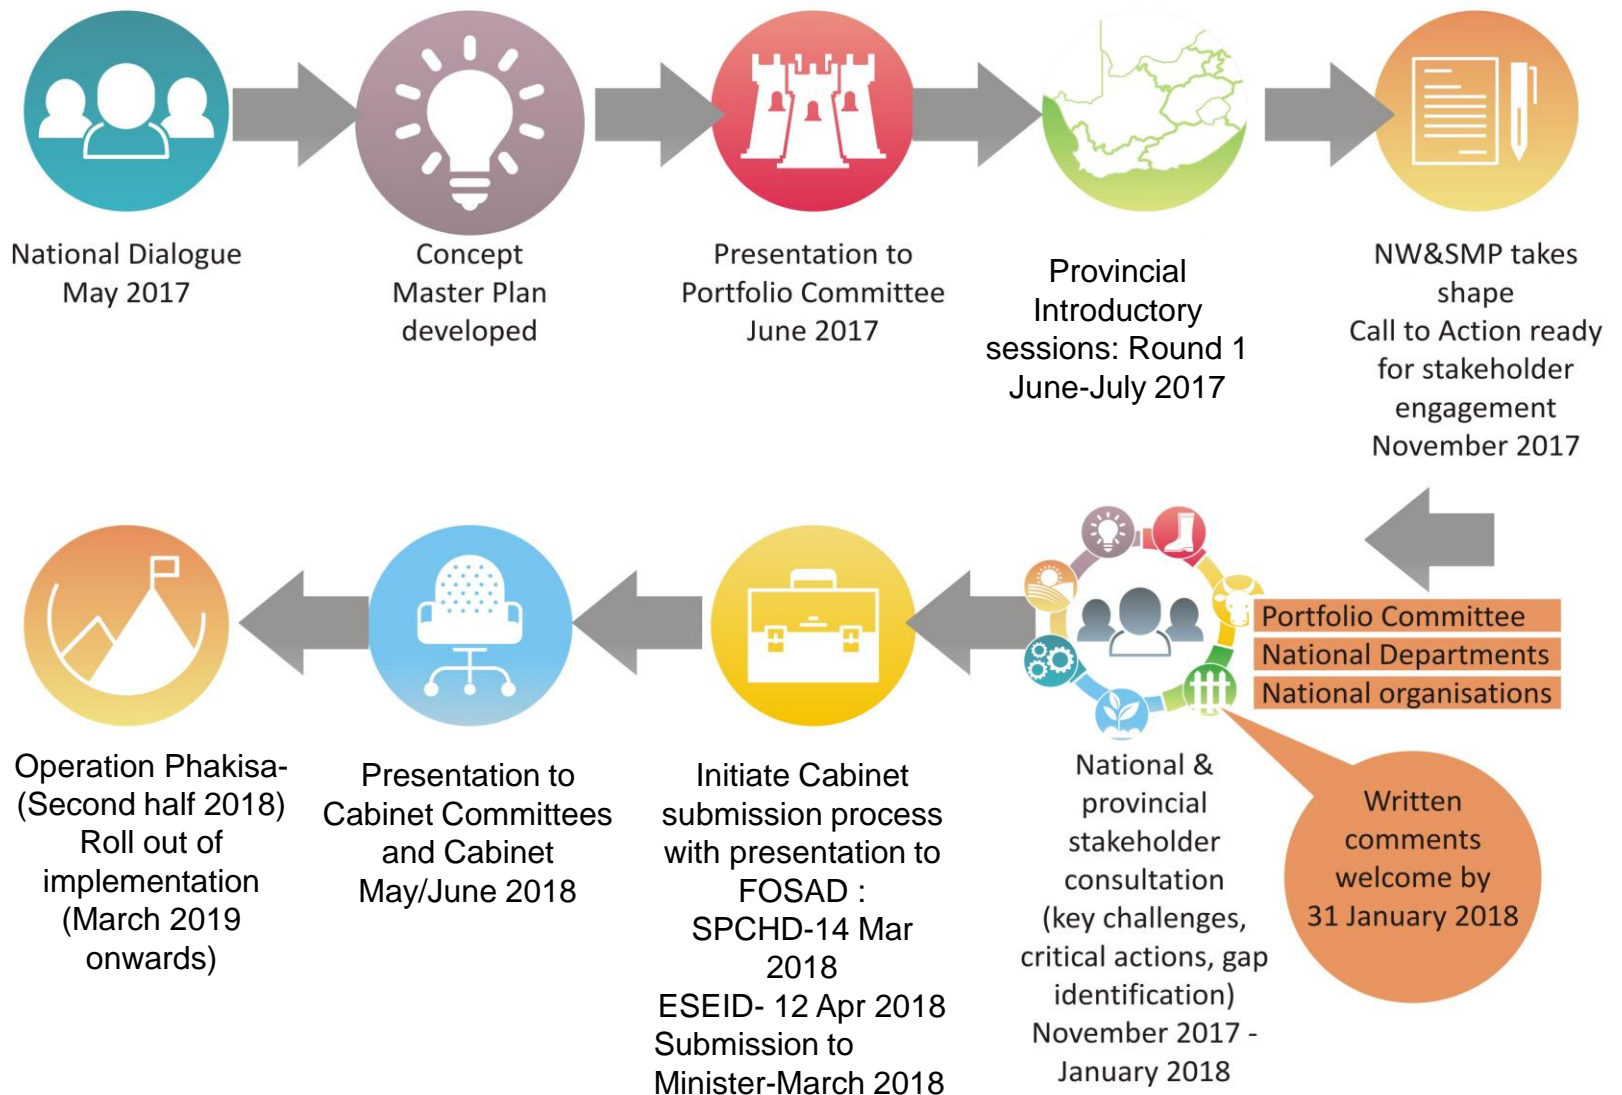 National Dialogue
May 2017
Concept
Master Plan
developed
Presentation to
Portfolio Committee
June 2017
Provincial
Introductory
sessions: Round 1
June-July 2017
NW&SMP takes
shape
Call to Action ready
for stakeholder
engagement
November 2017
Portfolio Committee
National Departments
National organisations
Written
comments
welcome by
31 January 2018
National &
provincial
stakeholder
consultation
(key challenges,
critical actions, gap
identification)
November 2017 -
January 2018
Initiate Cabinet
submission process
with presentation to
FOSAD :
SPCHD-14 Mar
2018
ESEID- 12 Apr 2018
Submission to
Minister-March 2018
Presentation to
Cabinet Committees
and Cabinet
May/June 2018
Operation Phakisa-
(Second half 2018)
Roll out of
implementation
(March 2019
onwards)